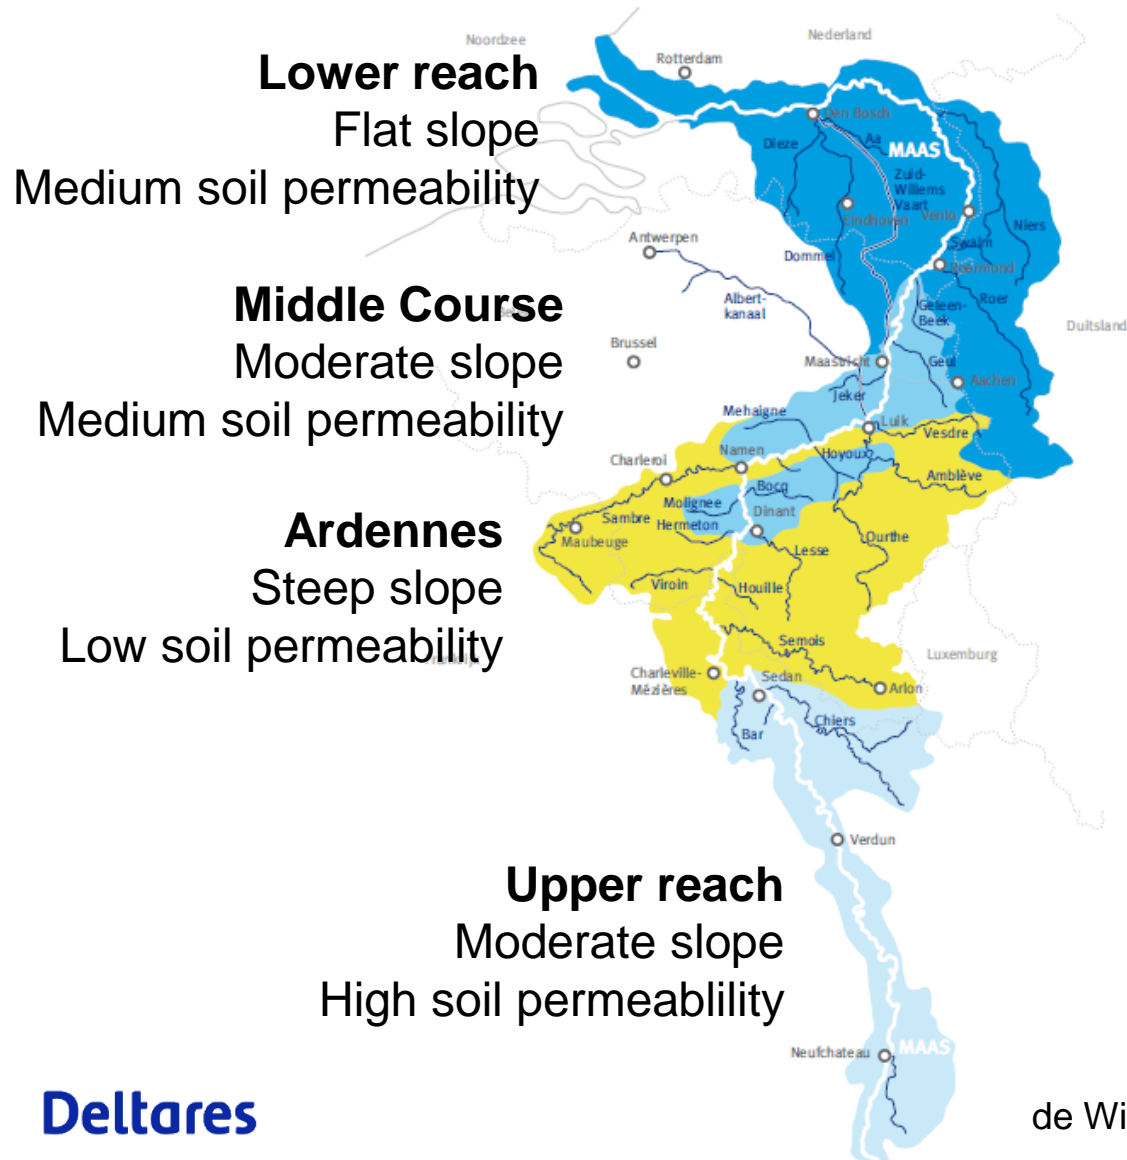 Noordzee
Nederland
Rotterdam
Lower reach
Flat slope
Medium soil permeability
Den Bosch
Dieze
Aa
MAAS
Zuid-
Willems
Vaart
Eindhoven
Venlo
Niers
Antwerpen
Dommel
Swalm
Roermond
Middle Course
Moderate slope
Medium soil permeability
Albert-
kanaal
Geleen-
Beek
Roer
Duitsland
Brussel
Maastricht
Geul
Aachen
Jeker
Mehaigne
Luik
Vesdre
Charleroi
Namen
Hoyoux
Amblève
Bocq
Molignee
Dinant
Sambre
Hermeton
Maubeuge
Ardennes
Steep slope
Low soil permeability
Lesse
Ourthe
Viroin
Houille
Semois
Luxemburg
Charleville-
Mézières
Sedan
Arlon
Chiers
Bar
Verdun
Upper reach
Moderate slope
High soil permeablility
Neufchateau
MAAS
Deltares
de Wi